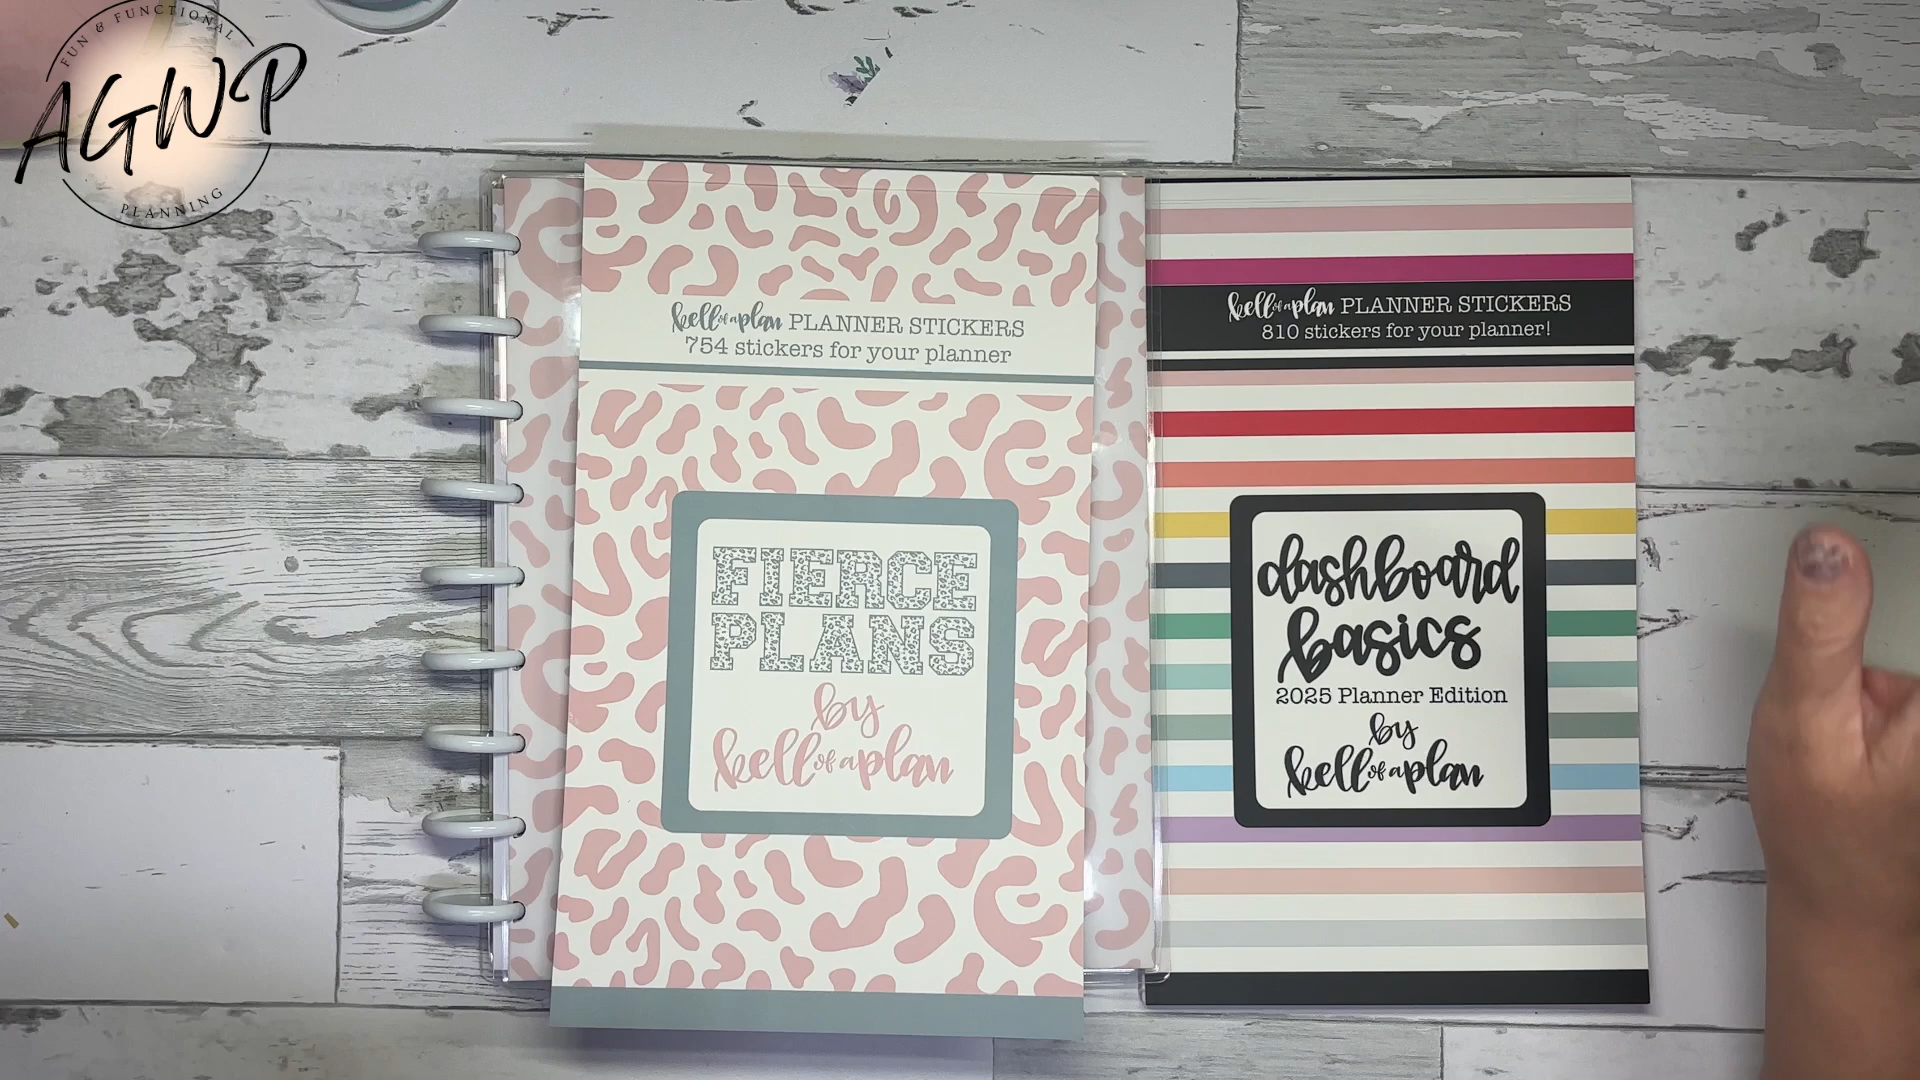 FUN & FUNCTIONAL
AGWP
PLANNING
kell of a plan PLANNER STICKERS
754 stickers for your planner
FIERCE
PLANS
by
kell of a plan
kell of a plan PLANNER STICKERS
810 stickers for your planner!
dashboard
basics
2025 Planner Edition
by
kell of a plan